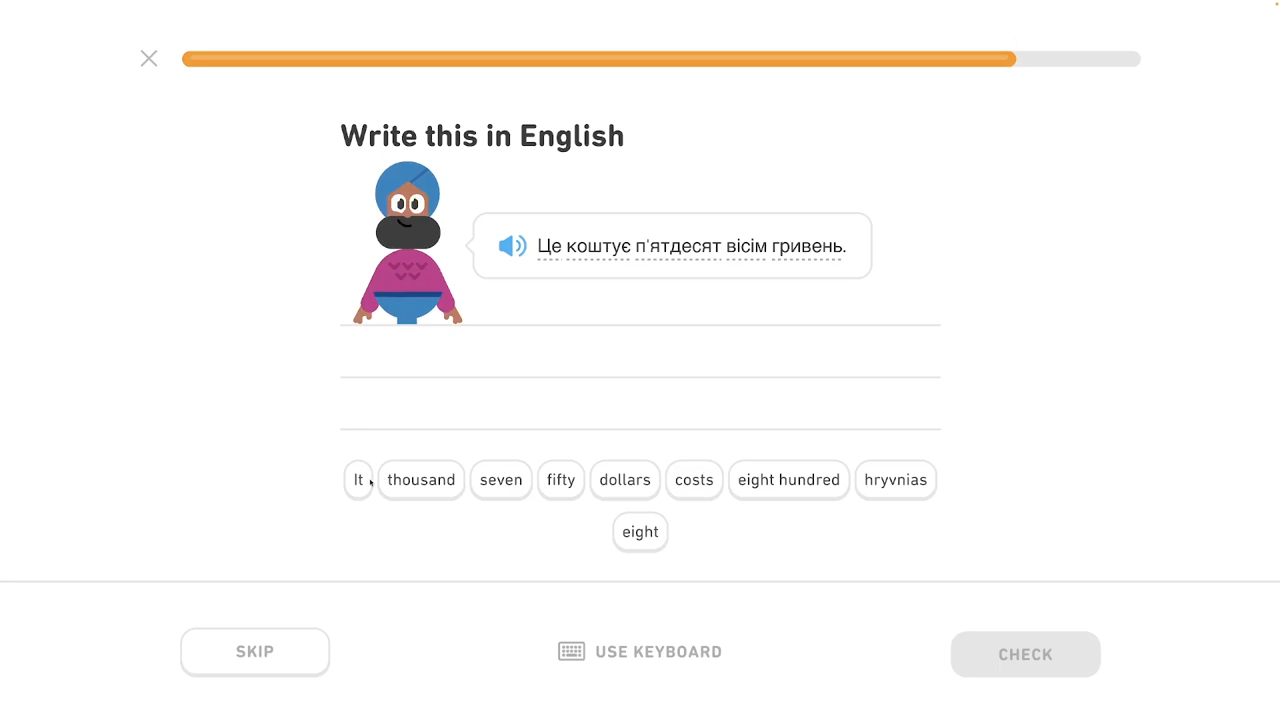 Write this in English
Це коштує п'ятдесят вісім гривень.
It thousand seven fifty dollars costs eight hundred hryvnias
eight
SKIP USE KEYBOARD CHECK